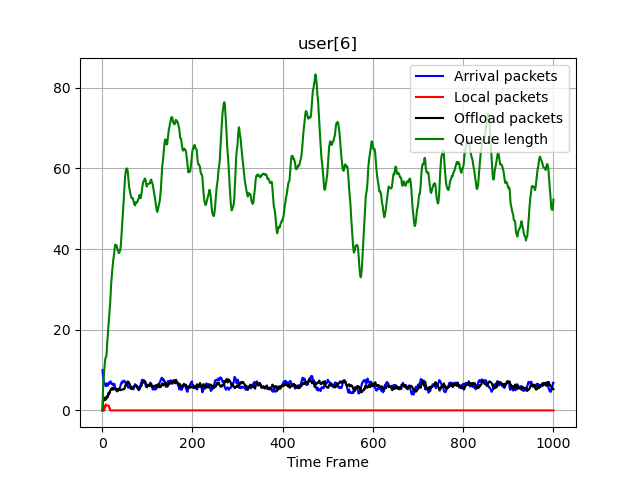 user[6]
Arrival packets
Local packets
Offload packets
Queue length
80
60
40
20
0
0 200 400 600 800 1000
Time Frame